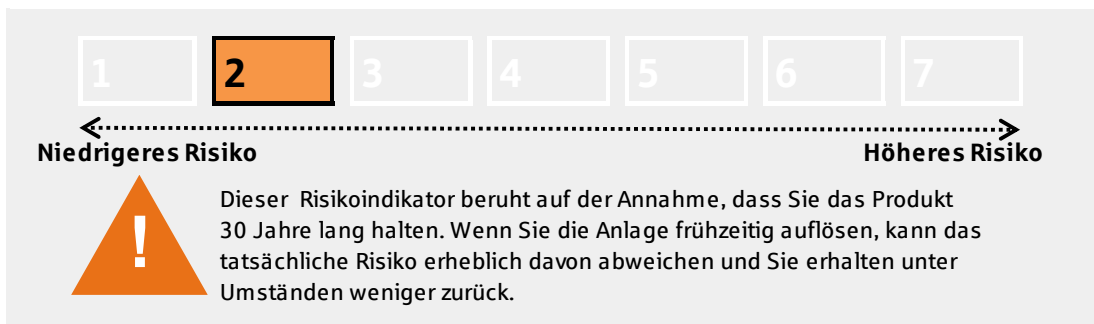 1 2 3 4 5 6 7
Niedrigeres Risiko Höheres Risiko
! Dieser Risikoindikator beruht auf der Annahme, dass Sie das Produkt
30 Jahre lang halten. Wenn Sie die Anlage frühzeitig auflösen, kann das
tatsächliche Risiko erheblich davon abweichen und Sie erhalten unter
Umständen weniger zurück.